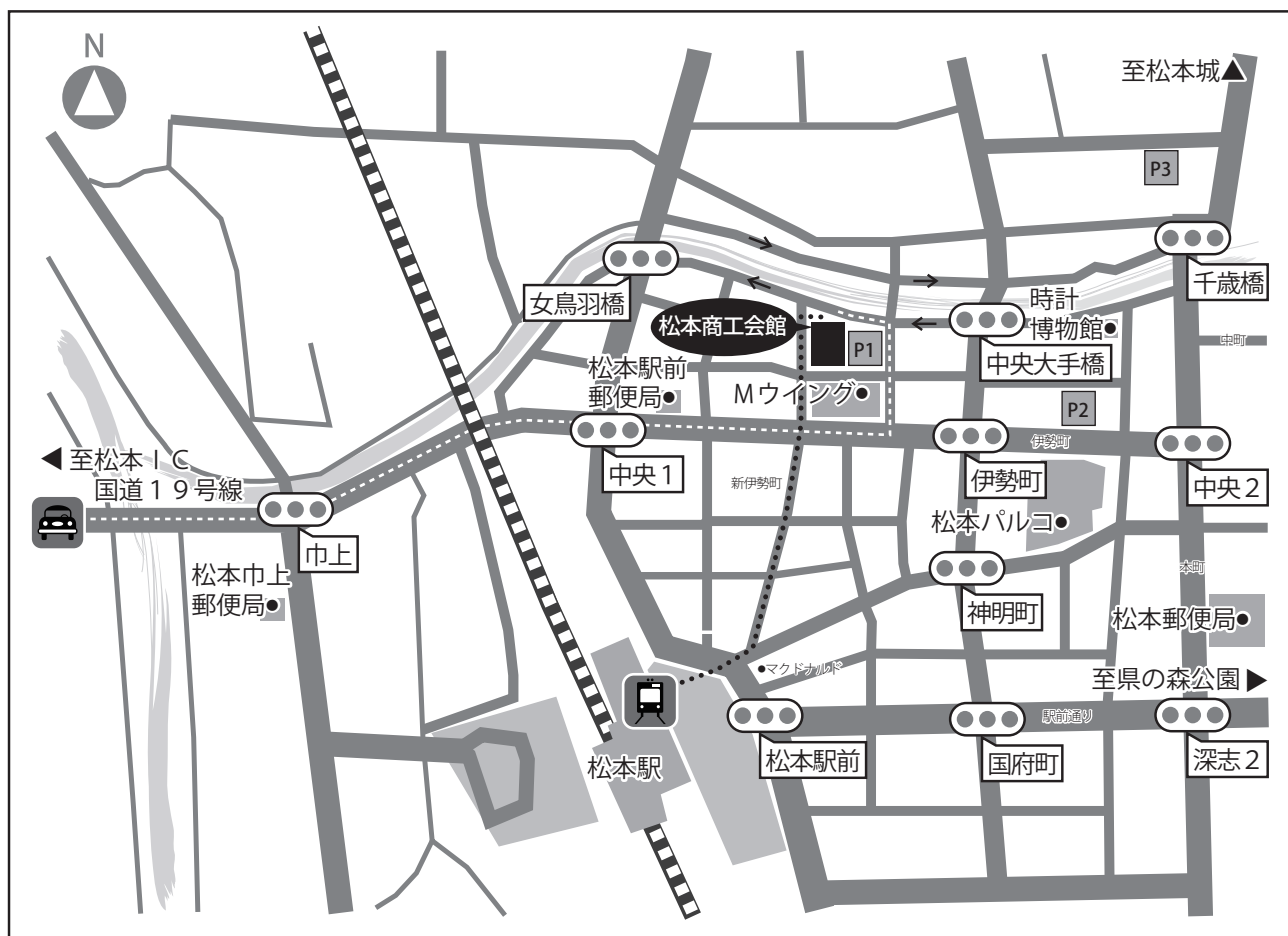 N
至松本城▲
P3
千歳橋
女鳥羽橋
時計
博物館●
松本商工会館
P1
中央大手橋
中町
松本駅前
郵便局●
Mウイング●
P2
伊勢町
中央1
伊勢町
中央2
◀至松本IC
国道19号線
新伊勢町
松本パルコ●
巾上
松本巾上
郵便局●
神明町
本町
松本郵便局●
●マクドナルド
至県の森公園▶
駅前通り
松本駅
松本駅前
国府町
深志2